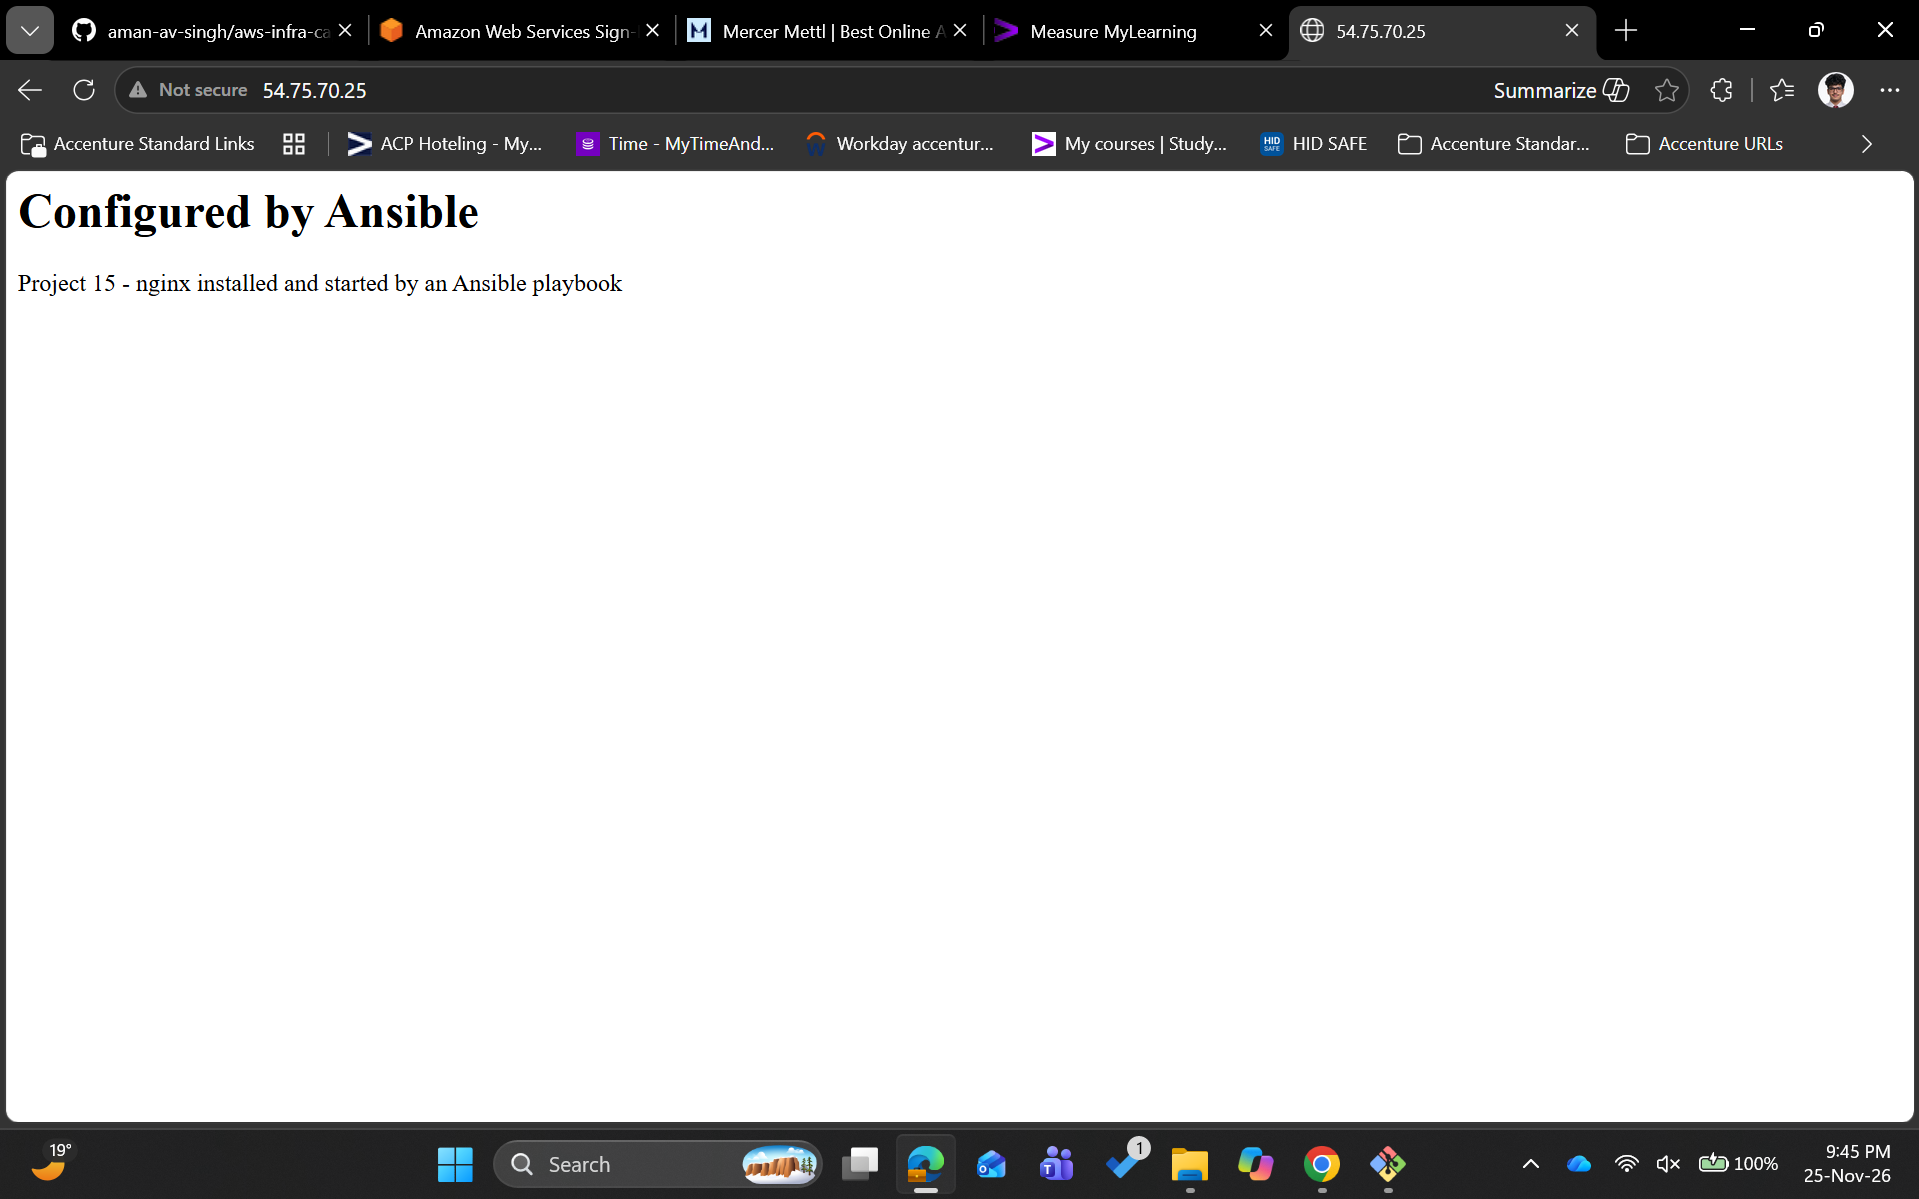 aman-av-singh/aws-infra-ca
Amazon Web Services Sign-
Mercer Mettl | Best Online A
Measure MyLearning
54.75.70.25
Not secure 54.75.70.25
Summarize
Accenture Standard Links
ACP Hoteling - My...
Time - MyTimeAnd...
Workday accentur...
My courses | Study...
HID SAFE
HID SAFE
Accenture Standar...
Accenture URLs
Configured by Ansible
Project 15 - nginx installed and started by an Ansible playbook
19°
Search
1
100%
9:45 PM
25-Nov-26